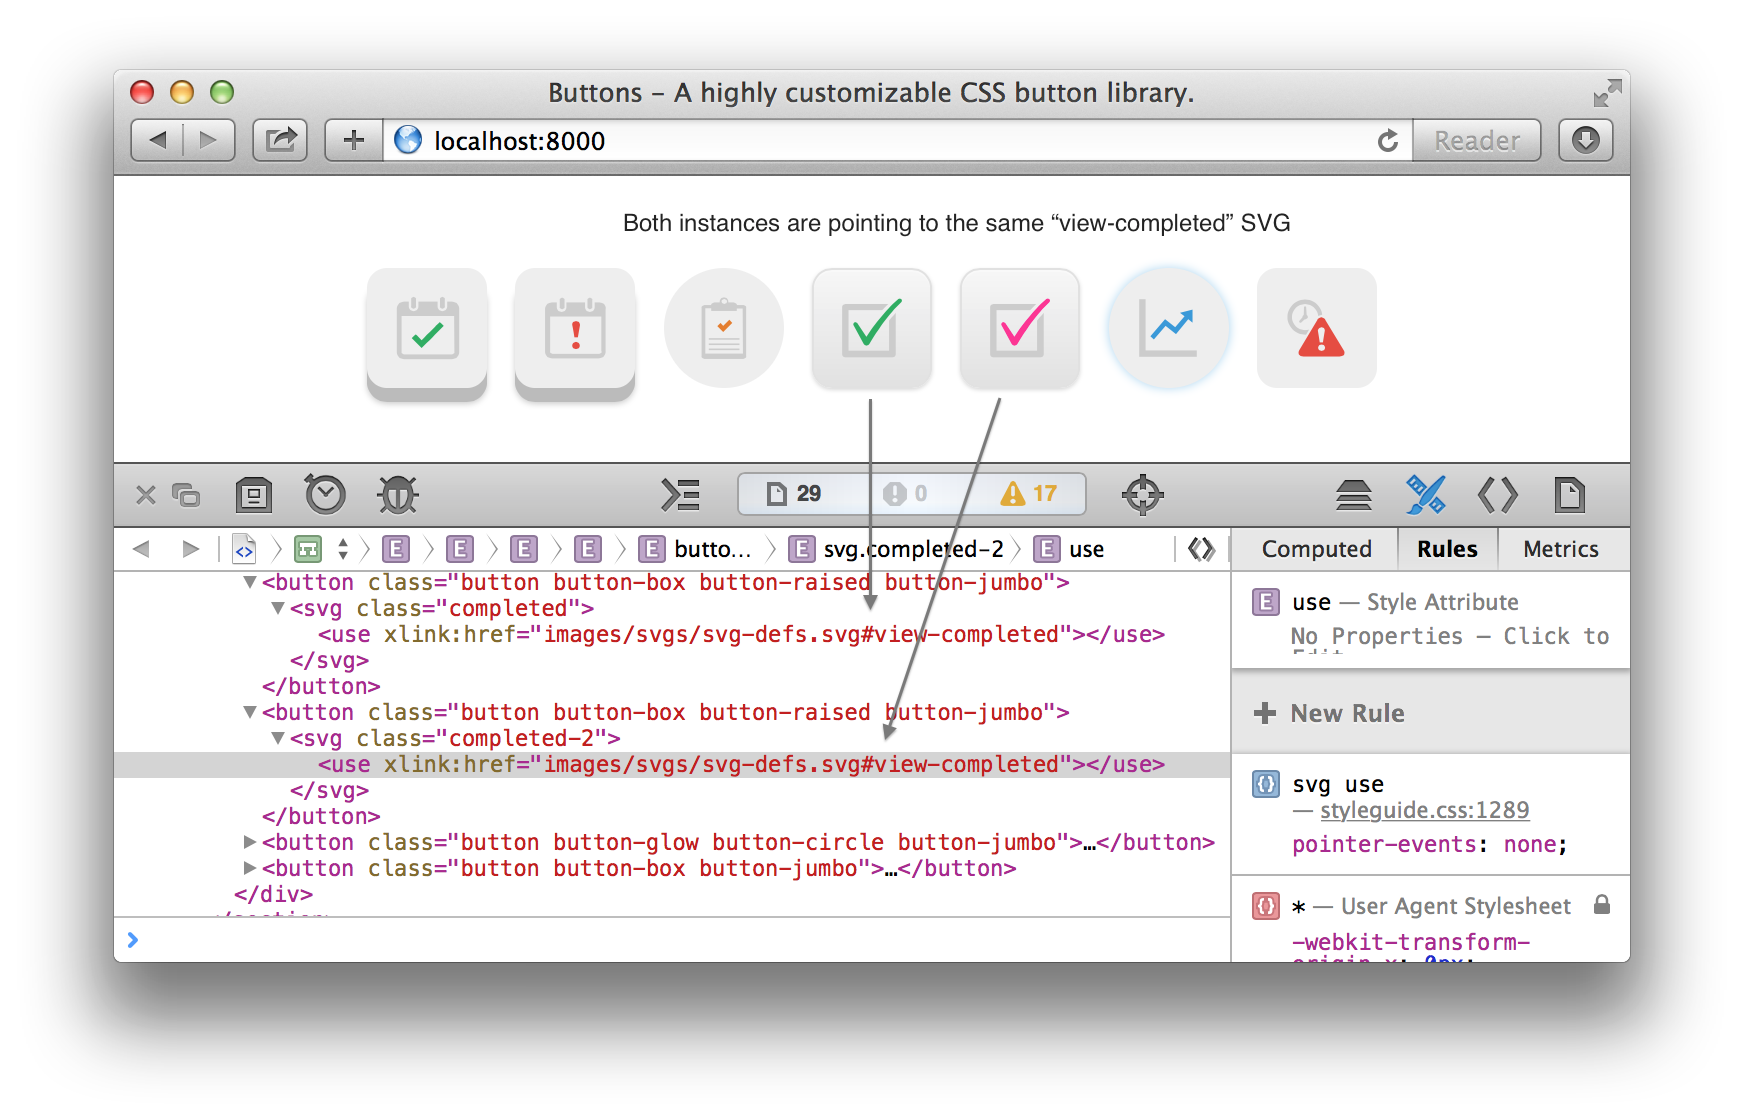 Buttons – A highly customizable CSS button library.
localhost:8000
Reader
Both instances are pointing to the same “view-completed” SVG
29
0
17
E
E
E
E
E butto...
E svg.completed-2
E use
Computed
Rules
Metrics
<button class="button button-box button-raised button-jumbo">
<svg class="completed">
<use xlink:href="images/svgs/svg-defs.svg#view-completed"></use>
</svg>
</button>
<button class="button button-box button-raised button-jumbo">
<svg class="completed-2">
<use xlink:href="images/svgs/svg-defs.svg#view-completed"></use>
</svg>
</button>
<button class="button button-glow button-circle button-jumbo">…</button>
<button class="button button-box button-jumbo">…</button>
</div>
E use — Style Attribute
No Properties — Click to
New Rule
svg use
— styleguide.css:1289
pointer-events: none;
* — User Agent Stylesheet
-webkit-transform-
origin-x: 0px;